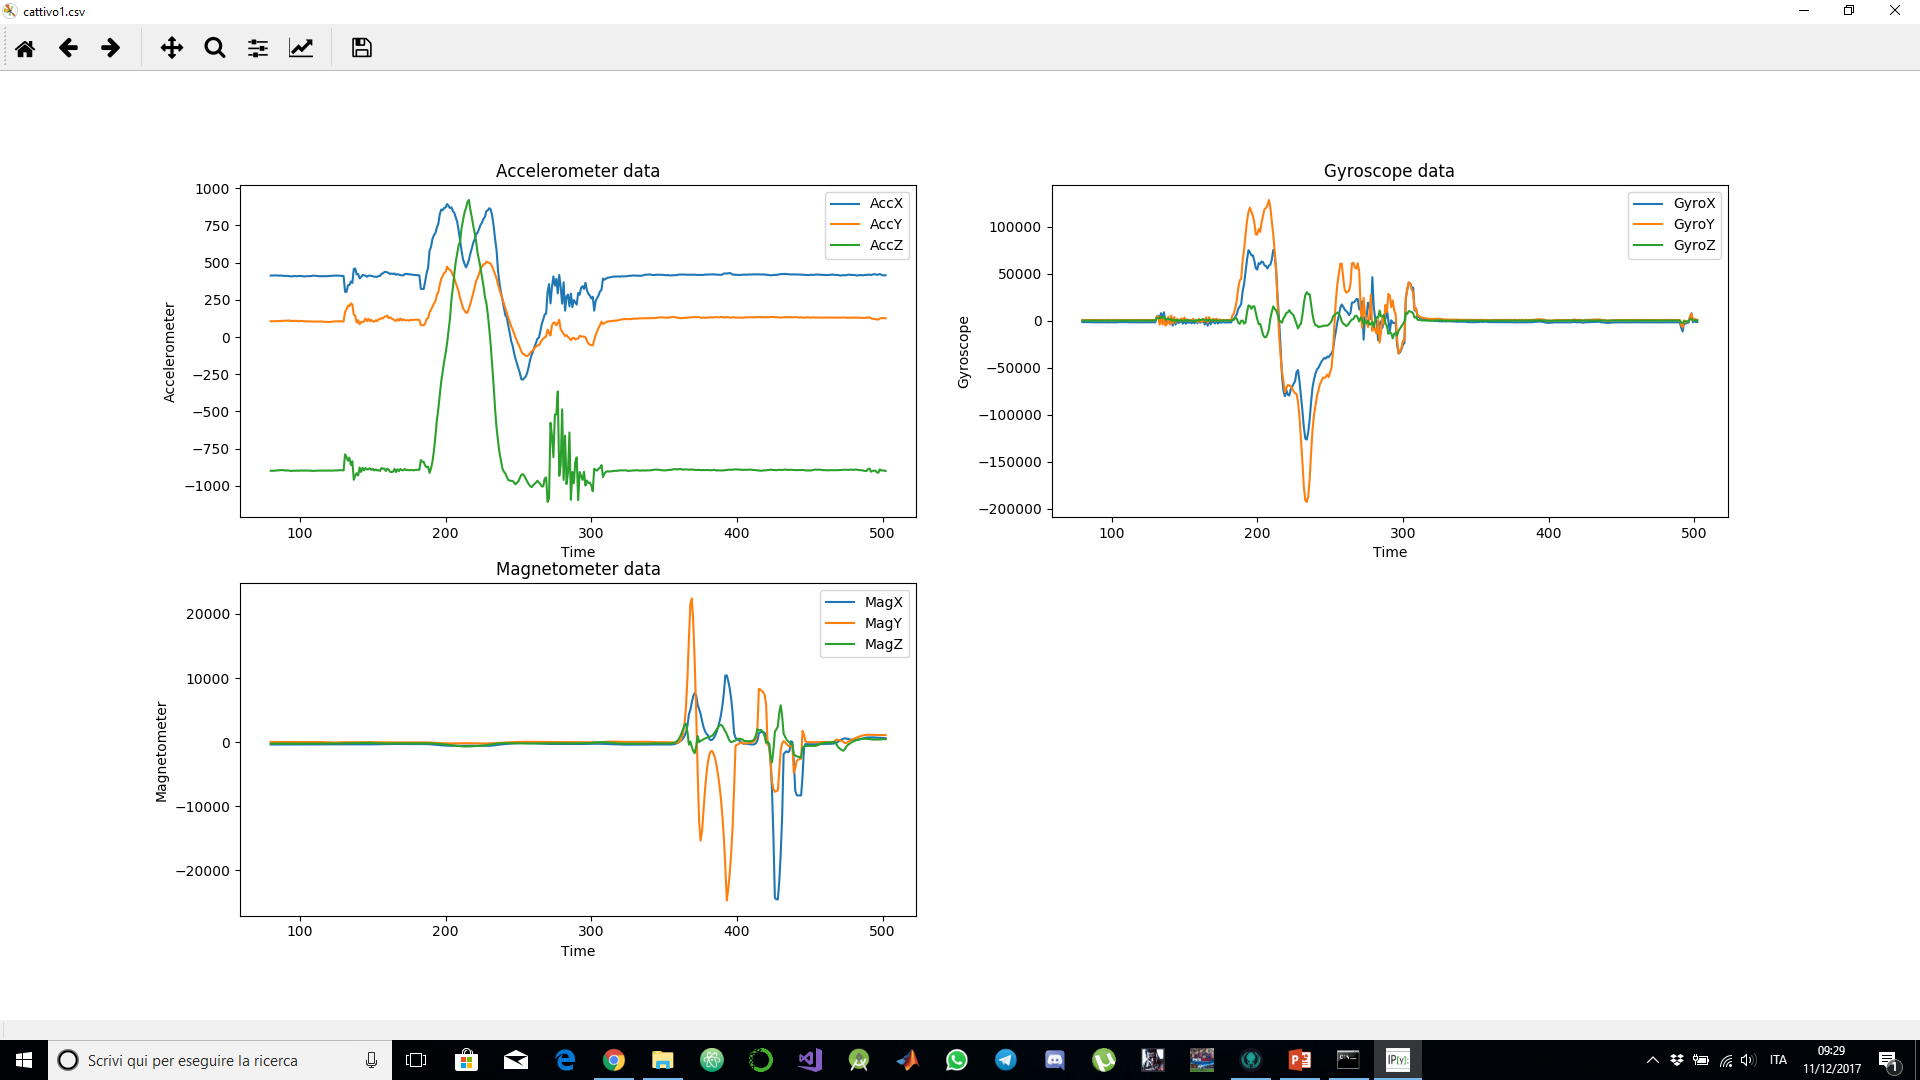 cattivo1.csv
Accelerometer data
1000
750
500
250
0
−250
−500
−750
−1000
Accelerometer
100
200
300
400
500
Time
AccX
AccY
AccZ
Gyroscope data
100000
50000
0
−50000
−100000
−150000
−200000
Gyroscope
100
200
300
400
500
Time
GyroX
GyroY
GyroZ
Magnetometer data
20000
10000
0
−10000
−20000
Magnetometer
100
200
300
400
500
Time
MagX
MagY
MagZ
Scrivi qui per eseguire la ricerca
IP[y]:
ITA
09:29
11/12/2017
1